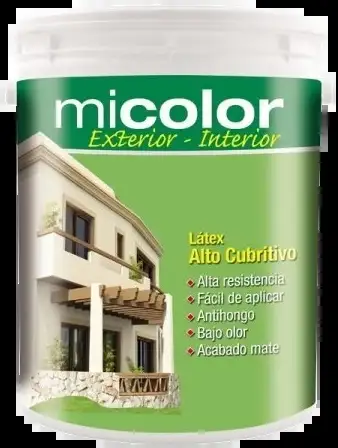 micolor
Exterior - Interior
Látex
Alto Cubritivo
Alta resistencia
Fácil de aplicar
Antihongo
Bajo olor
Acabado mate